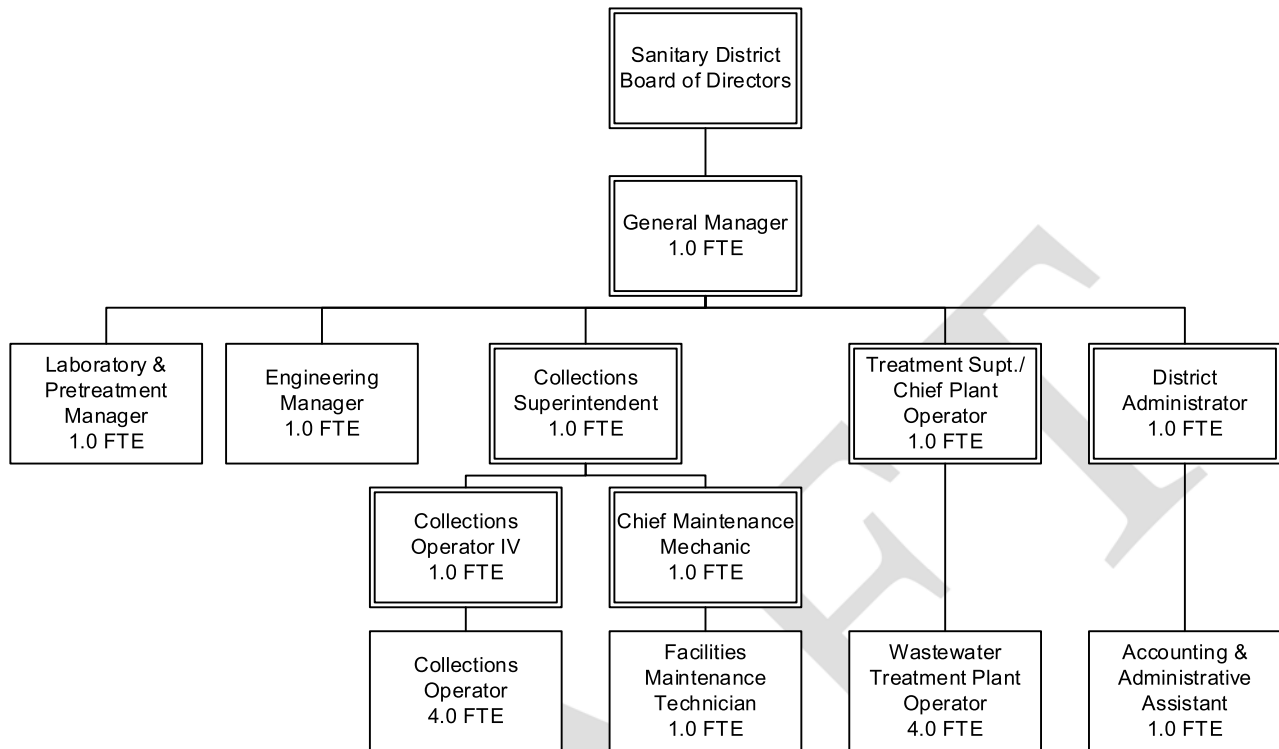 Sanitary District
Board of Directors
General Manager
1.0 FTE
Laboratory &
Pretreatment
Manager
1.0 FTE
Engineering
Manager
1.0 FTE
Collections
Superintendent
1.0 FTE
Treatment Supt./
Chief Plant
Operator
1.0 FTE
District
Administrator
1.0 FTE
Collections
Operator IV
1.0 FTE
Chief Maintenance
Mechanic
1.0 FTE
Collections
Operator
4.0 FTE
Facilities
Maintenance
Technician
1.0 FTE
Wastewater
Treatment Plant
Operator
4.0 FTE
Accounting &
Administrative
Assistant
1.0 FTE